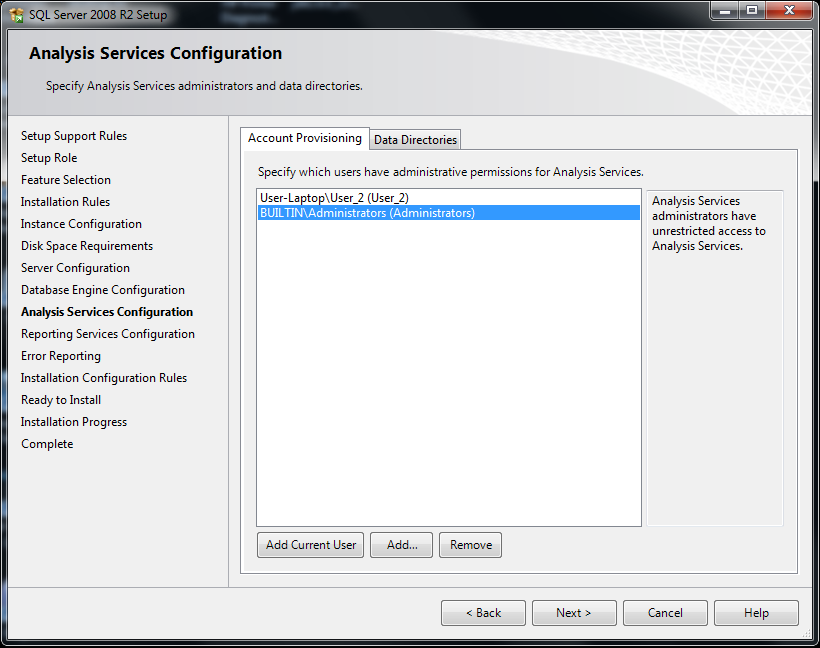 SQL Server 2008 R2 Setup
Analysis Services Configuration
Specify Analysis Services administrators and data directories.
Setup Support Rules
Setup Role
Feature Selection
Installation Rules
Instance Configuration
Disk Space Requirements
Server Configuration
Database Engine Configuration
Analysis Services Configuration
Reporting Services Configuration
Error Reporting
Installation Configuration Rules
Ready to Install
Installation Progress
Complete
Account Provisioning
Data Directories
Specify which users have administrative permissions for Analysis Services.
User-Laptop\User_2 (User_2)
BUILTIN\Administrators (Administrators)
Analysis Services
administrators have
unrestricted access to
Analysis Services.
Add Current User
Add...
Remove
< Back
Next >
Cancel
Help